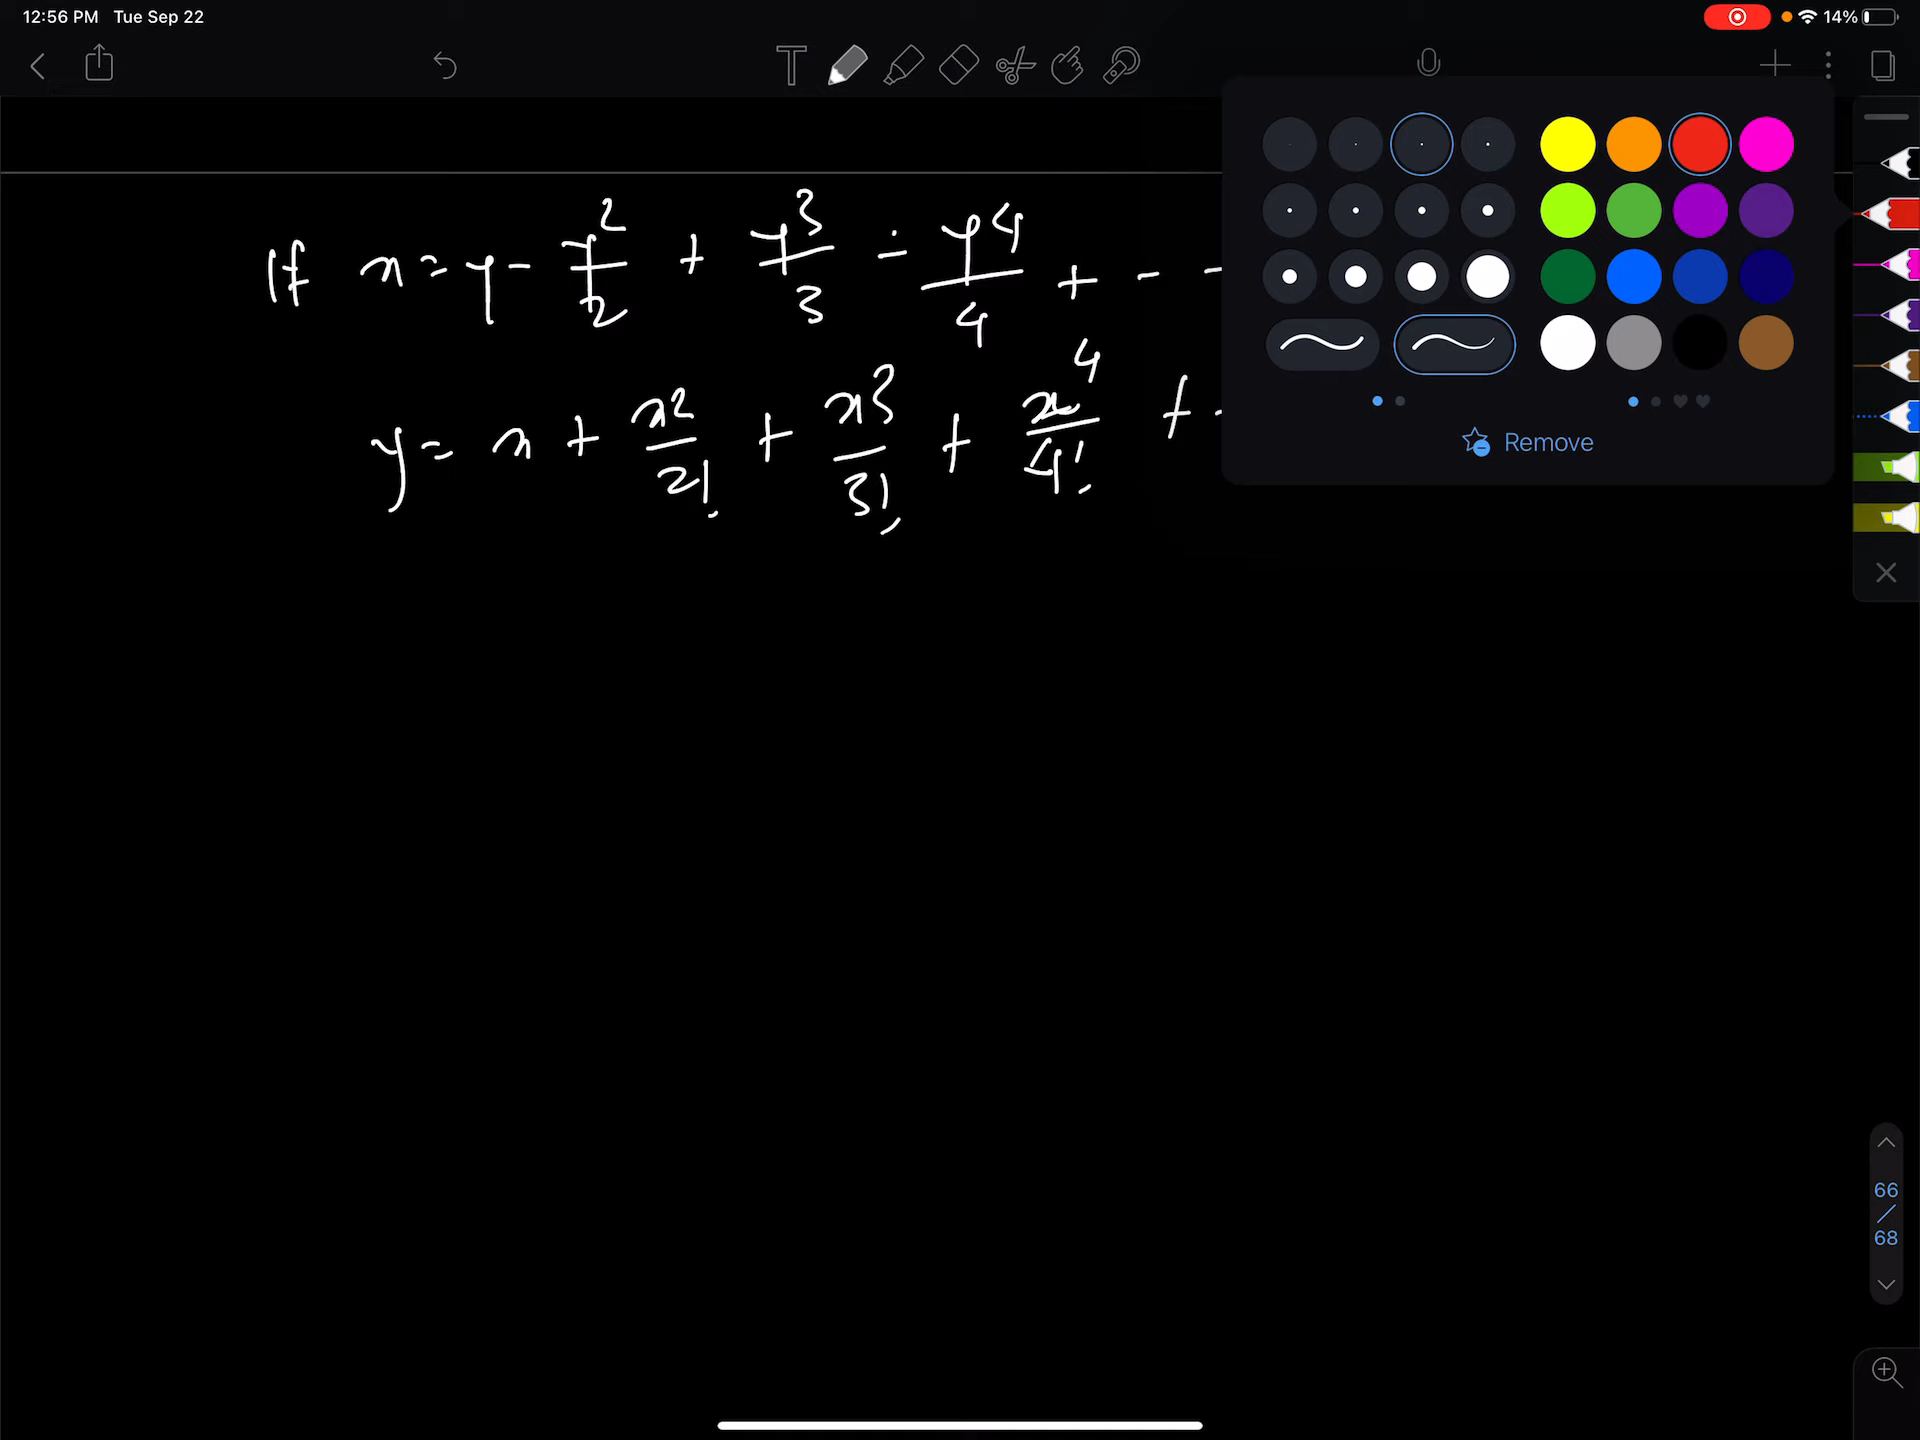 12:56 PM Tue Sep 22
14%
T
If x = y - y²/2 + y³/3 - y⁴/4 + - -
y = x + x²/2! + x³/3! + x⁴/4! + -
Remove
66
/
68